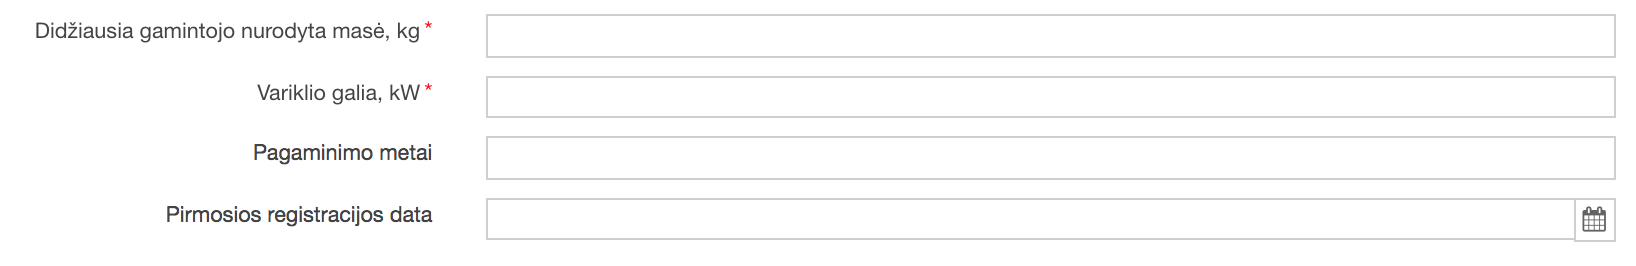 Didžiausia gamintojo nurodyta masė, kg *
Variklio galia, kW *
Pagaminimo metai
Pirmosios registracijos data